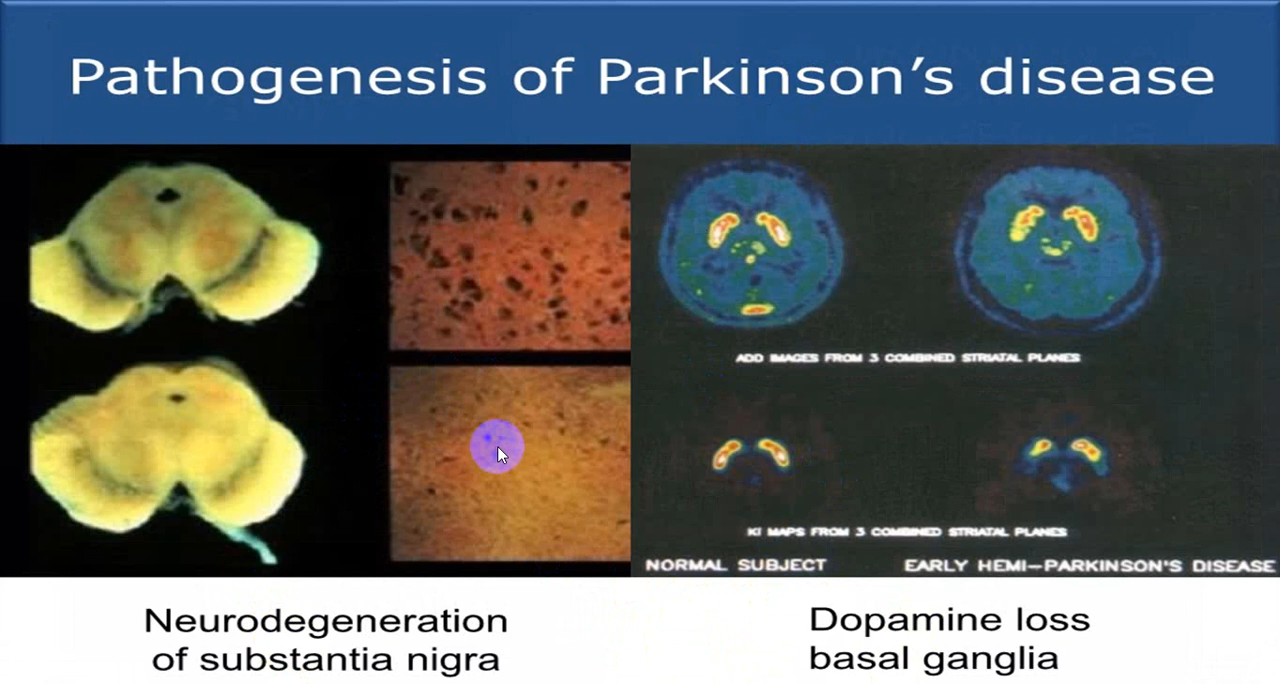 Pathogenesis of Parkinson’s disease
ADD IMAGES FROM 3 COMBINED STRIATAL PLANES
KI MAPS FROM 3 COMBINED STRIATAL PLANES
NORMAL SUBJECT
EARLY HEMI-PARKINSON'S DISEASE
Neurodegeneration
of substantia nigra
Dopamine loss
basal ganglia